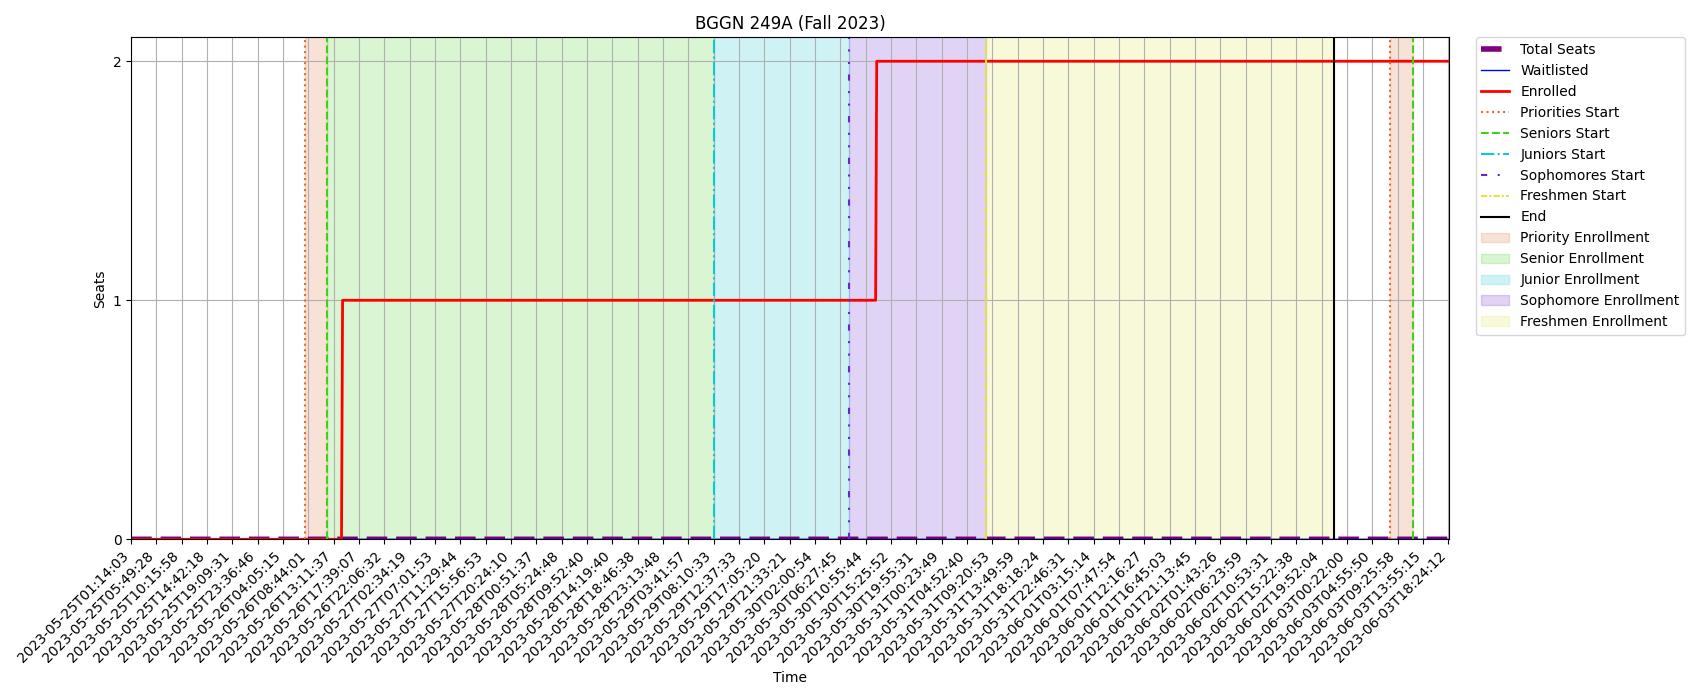 BGGN 249A (Fall 2023)
Seats
2
1
0
2023-05-25T01:14:03
2023-05-25T05:49:28
2023-05-25T10:15:58
2023-05-25T14:42:18
2023-05-25T19:09:31
2023-05-25T23:36:46
2023-05-26T04:05:15
2023-05-26T08:44:01
2023-05-26T13:11:37
2023-05-26T17:39:07
2023-05-26T22:06:32
2023-05-27T02:34:19
2023-05-27T07:01:53
2023-05-27T11:29:44
2023-05-27T15:56:53
2023-05-27T20:24:10
2023-05-28T00:51:37
2023-05-28T05:24:48
2023-05-28T09:52:40
2023-05-28T14:19:40
2023-05-28T18:46:38
2023-05-28T23:13:48
2023-05-29T03:41:57
2023-05-29T08:10:33
2023-05-29T12:37:33
2023-05-29T17:05:20
2023-05-29T21:33:21
2023-05-30T02:00:54
2023-05-30T06:27:45
2023-05-30T10:55:44
2023-05-30T15:25:52
2023-05-30T19:55:31
2023-05-31T00:23:49
2023-05-31T04:52:40
2023-05-31T09:20:53
2023-05-31T13:49:59
2023-05-31T18:18:24
2023-05-31T22:46:31
2023-06-01T03:15:14
2023-06-01T07:47:54
2023-06-01T12:16:27
2023-06-01T16:45:03
2023-06-01T21:13:45
2023-06-02T01:43:26
2023-06-02T06:23:59
2023-06-02T10:53:31
2023-06-02T15:22:38
2023-06-02T19:52:04
2023-06-03T00:22:00
2023-06-03T04:55:50
2023-06-03T09:25:58
2023-06-03T13:55:15
2023-06-03T18:24:12
Time
Total Seats
Waitlisted
Enrolled
Priorities Start
Seniors Start
Juniors Start
Sophomores Start
Freshmen Start
End
Priority Enrollment
Senior Enrollment
Junior Enrollment
Sophomore Enrollment
Freshmen Enrollment